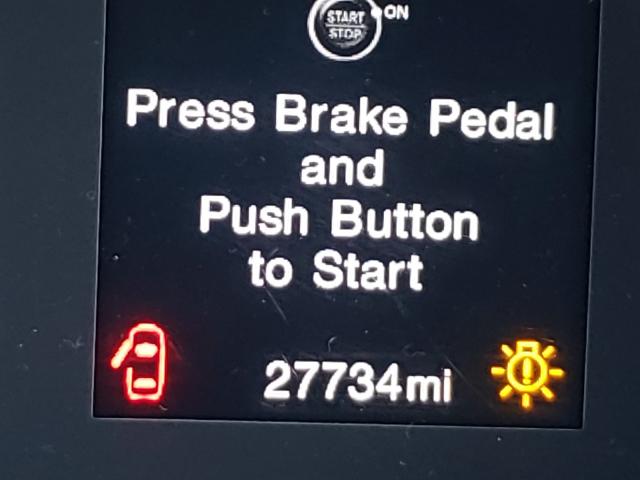 START ON
STOP
Press Brake Pedal
and
Push Button
to Start
27734mi